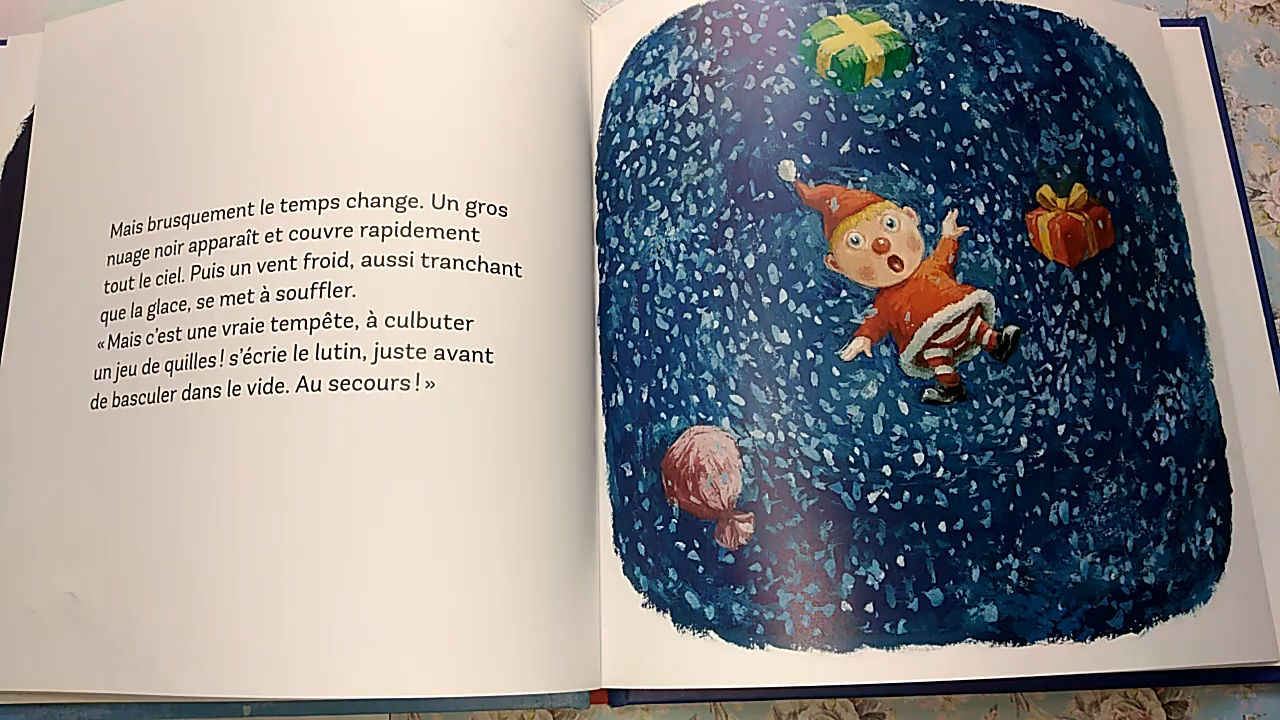 Mais brusquement le temps change. Un gros
nuage noir apparaît et couvre rapidement
tout le ciel. Puis un vent froid, aussi tranchant
que la glace, se met à souffler.
« Mais c'est une vraie tempête, à culbuter
un jeu de quilles ! s'écrie le lutin, juste avant
de basculer dans le vide. Au secours ! »